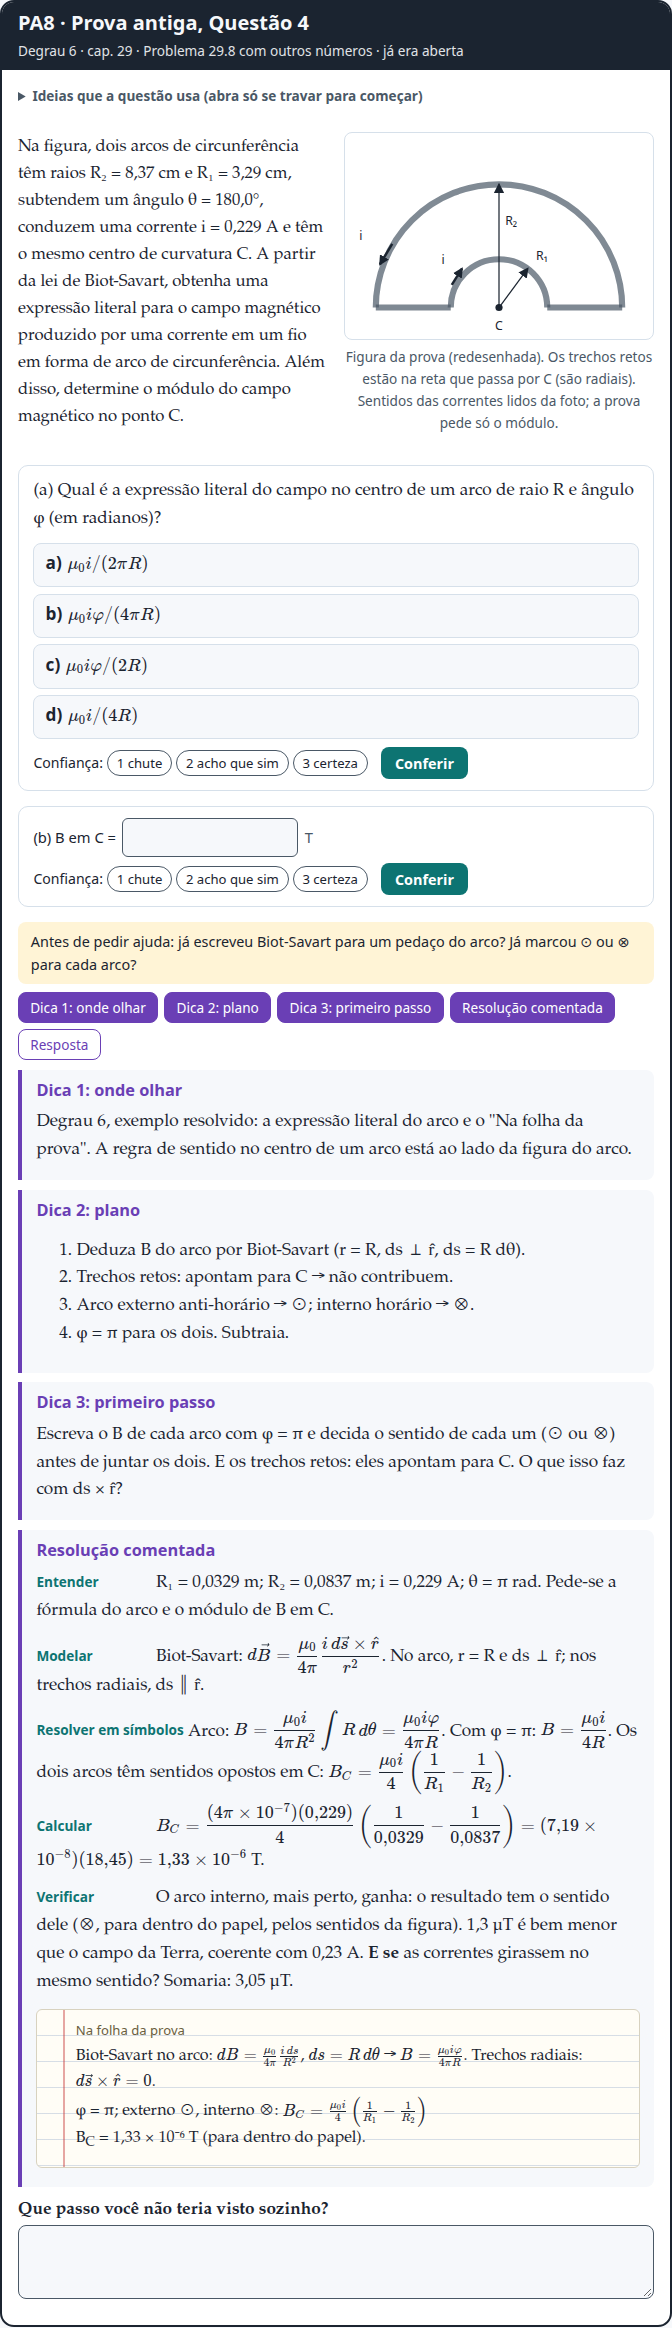 PA8 · Prova antiga, Questão 4
Degrau 6 · cap. 29 · Problema 29.8 com outros números · já era aberta
▶ Ideias que a questão usa (abra só se travar para começar)
Na figura, dois arcos de circunferência
têm raios R₂ = 8,37 cm e R₁ = 3,29 cm,
subtendem um ângulo θ = 180,0°,
conduzem uma corrente i = 0,229 A e têm
o mesmo centro de curvatura C. A partir
da lei de Biot-Savart, obtenha uma
expressão literal para o campo magnético
produzido por uma corrente em um fio
em forma de arco de circunferência. Além
disso, determine o módulo do campo
magnético no ponto C.
i
i
R₂
R₁
C
Figura da prova (redesenhada). Os trechos retos
estão na reta que passa por C (são radiais).
Sentidos das correntes lidos da foto; a prova
pede só o módulo.
(a) Qual é a expressão literal do campo no centro de um arco de raio R e ângulo
φ (em radianos)?
a) μ₀i/(2πR)
b) μ₀iφ/(4πR)
c) μ₀iφ/(2R)
d) μ₀i/(4R)
Confiança: 1 chute 2 acho que sim 3 certeza Conferir
(b) B em C = T
Confiança: 1 chute 2 acho que sim 3 certeza Conferir
Antes de pedir ajuda: já escreveu Biot-Savart para um pedaço do arco? Já marcou ⊙ ou ⊗
para cada arco?
Dica 1: onde olhar Dica 2: plano Dica 3: primeiro passo Resolução comentada
Resposta
Dica 1: onde olhar
Degrau 6, exemplo resolvido: a expressão literal do arco e o "Na folha da
prova". A regra de sentido no centro de um arco está ao lado da figura do arco.
Dica 2: plano
1. Deduza B do arco por Biot-Savart (r = R, ds ⊥ r̂, ds = R dθ).
2. Trechos retos: apontam para C → não contribuem.
3. Arco externo anti-horário → ⊙; interno horário → ⊗.
4. φ = π para os dois. Subtraia.
Dica 3: primeiro passo
Escreva o B de cada arco com φ = π e decida o sentido de cada um (⊙ ou ⊗)
antes de juntar os dois. E os trechos retos: eles apontam para C. O que isso faz
com ds × r̂?
Resolução comentada
Entender R₁ = 0,0329 m; R₂ = 0,0837 m; i = 0,229 A; θ = π rad. Pede-se a
fórmula do arco e o módulo de B em C.
Modelar Biot-Savart: dB⃗ = μ₀/4π i ds⃗ × r̂/r². No arco, r = R e ds ⊥ r̂; nos
trechos radiais, ds ∥ r̂.
Resolver em símbolos Arco: B = μ₀i/4πR² ∫ R dθ = μ₀iφ/4πR. Com φ = π: B = μ₀i/4R. Os
dois arcos têm sentidos opostos em C: B_C = μ₀i/4 (1/R₁ − 1/R₂).
Calcular B_C = (4π × 10⁻⁷)(0,229)/4 (1/0,0329 − 1/0,0837) = (7,19 ×
10⁻⁸)(18,45) = 1,33 × 10⁻⁶ T.
Verificar O arco interno, mais perto, ganha: o resultado tem o sentido
dele (⊗, para dentro do papel, pelos sentidos da figura). 1,3 µT é bem menor
que o campo da Terra, coerente com 0,23 A. E se as correntes girassem no
mesmo sentido? Somaria: 3,05 µT.
Na folha da prova
Biot-Savart no arco: dB = μ₀/4π i ds/R², ds = R dθ → B = μ₀iφ/4πR. Trechos radiais:
ds⃗ × r̂ = 0.
φ = π; externo ⊙, interno ⊗: B_C = μ₀i/4 (1/R₁ − 1/R₂)
B_C = 1,33 × 10⁻⁶ T (para dentro do papel).
Que passo você não teria visto sozinho?